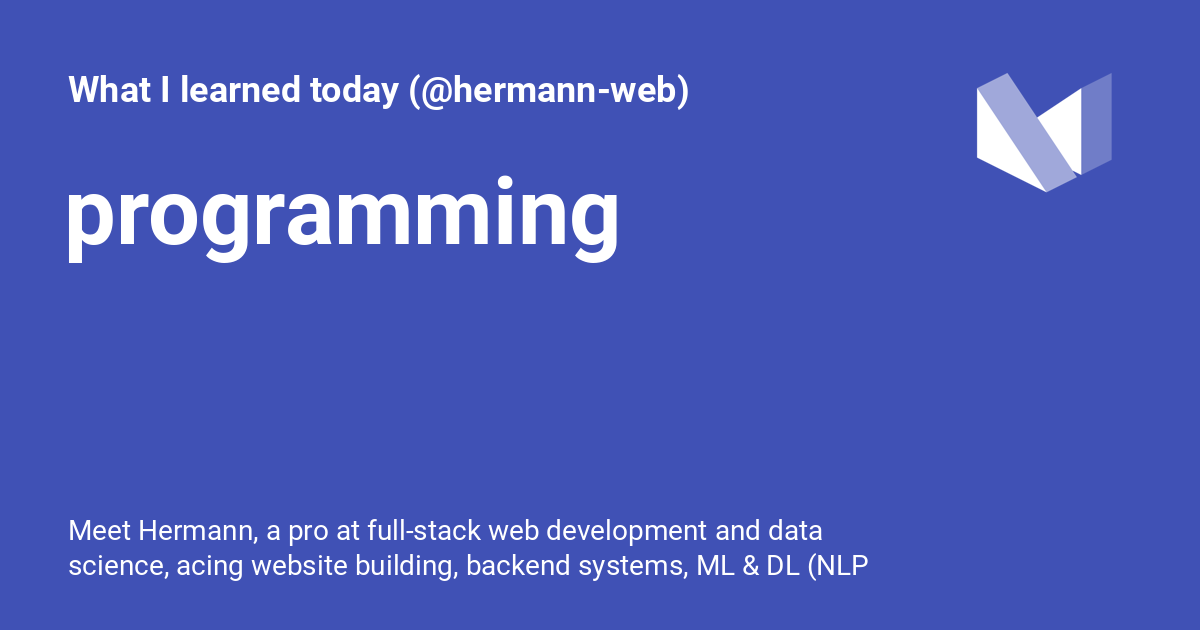 What I learned today (@hermann-web)
programming
Meet Hermann, a pro at full-stack web development and data
science, acing website building, backend systems, ML & DL (NLP